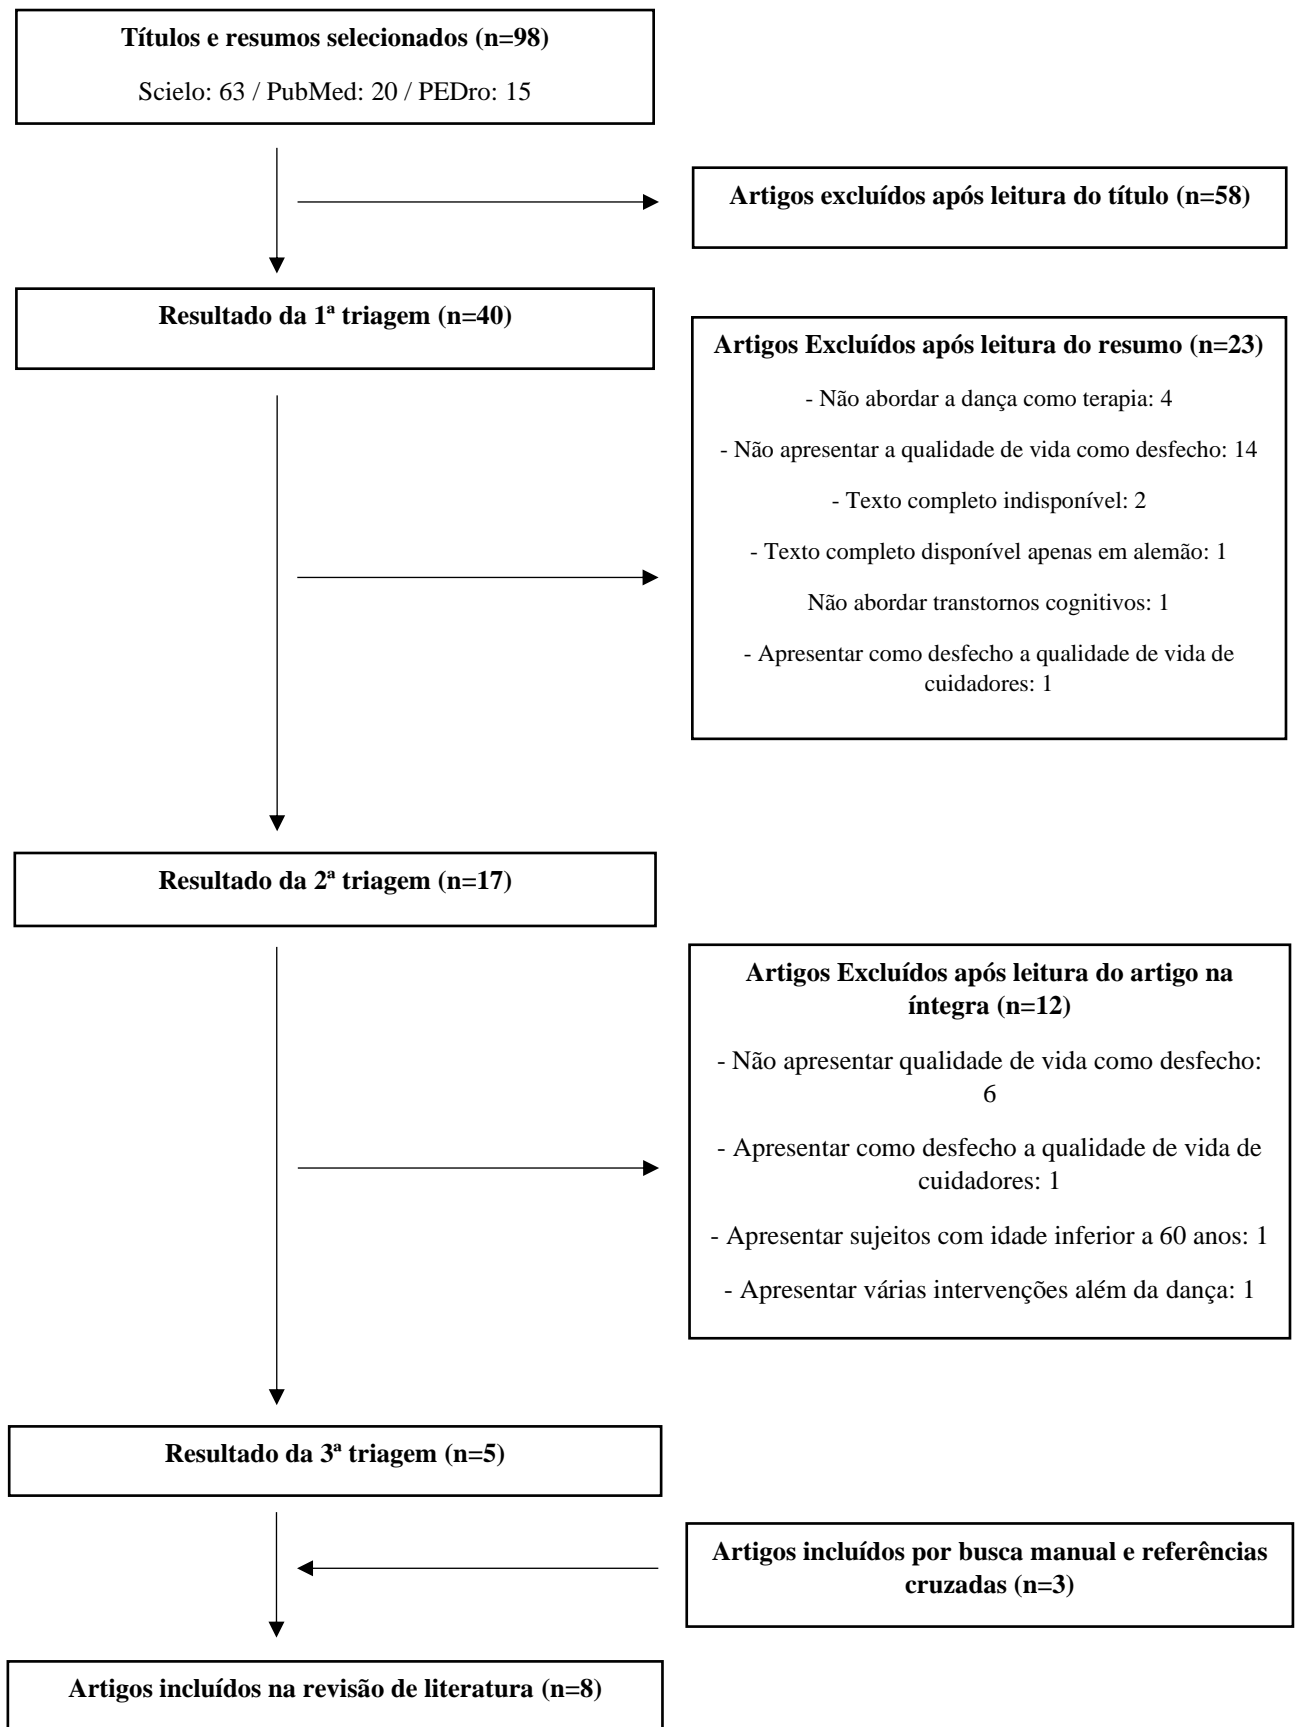 Títulos e resumos selecionados (n=98)
Scielo: 63 / PubMed: 20 / PEDro: 15
Artigos excluídos após leitura do título (n=58)
Resultado da 1ª triagem (n=40)
Artigos Excluídos após leitura do resumo (n=23)
- Não abordar a dança como terapia: 4
- Não apresentar a qualidade de vida como desfecho: 14
- Texto completo indisponível: 2
- Texto completo disponível apenas em alemão: 1
Não abordar transtornos cognitivos: 1
- Apresentar como desfecho a qualidade de vida de
cuidadores: 1
Resultado da 2ª triagem (n=17)
Artigos Excluídos após leitura do artigo na
íntegra (n=12)
- Não apresentar qualidade de vida como desfecho:
6
- Apresentar como desfecho a qualidade de vida de
cuidadores: 1
- Apresentar sujeitos com idade inferior a 60 anos: 1
- Apresentar várias intervenções além da dança: 1
Resultado da 3ª triagem (n=5)
Artigos incluídos por busca manual e referências
cruzadas (n=3)
Artigos incluídos na revisão de literatura (n=8)